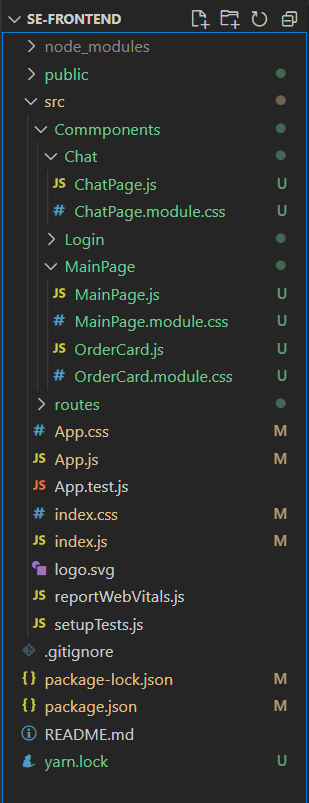 SE-FRONTEND
node_modules
public
src
Commponents
Chat
JS ChatPage.js U
# ChatPage.module.css U
Login
MainPage
JS MainPage.js U
# MainPage.module.css U
JS OrderCard.js U
# OrderCard.module.css U
routes
# App.css M
JS App.js M
JS App.test.js
# index.css M
JS index.js M
logo.svg
JS reportWebVitals.js
JS setupTests.js
.gitignore
{} package-lock.json M
{} package.json M
README.md
yarn.lock U